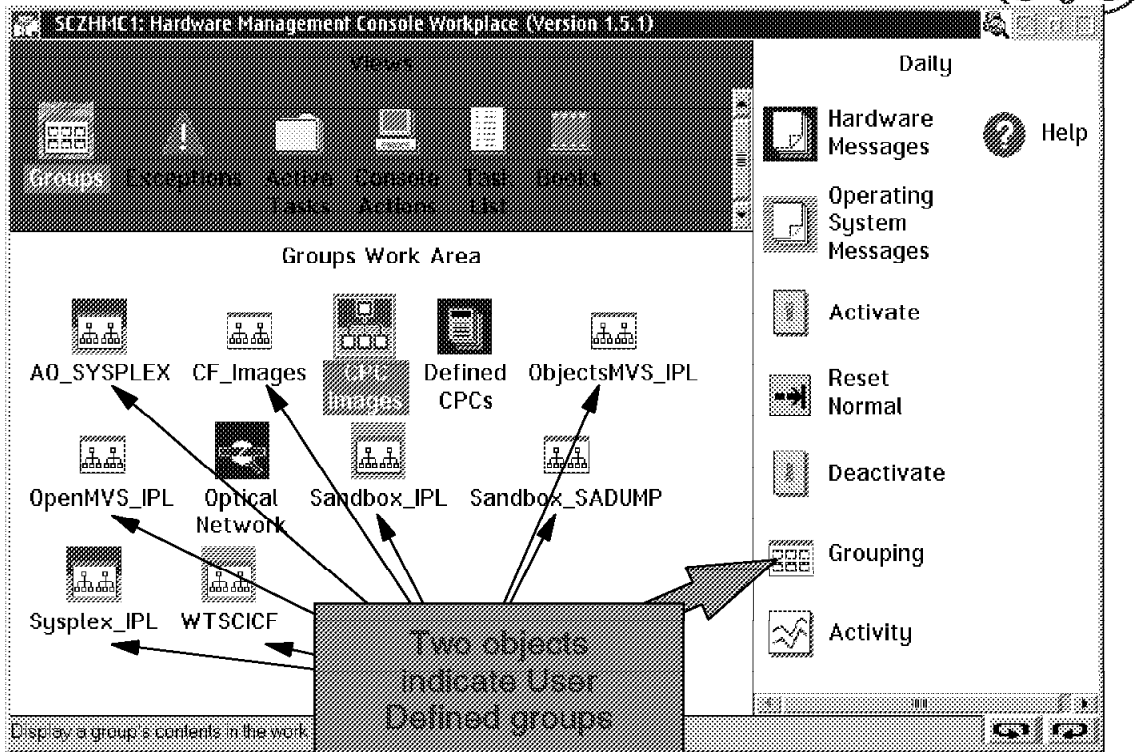 SCZHMC1: Hardware Management Console Workplace (Version 1.5.1)
Views
Groups
Exceptions
Active
Tasks
Console
Actions
Task
List
Books
Groups Work Area
AO_SYSPLEX
CF_Images
CPC
Images
Defined
CPCs
ObjectsMVS_IPL
OpenMVS_IPL
Optical
Network
Sandbox_IPL
Sandbox_SADUMP
Sysplex_IPL
WTSCICF
Two objects
indicate User
Defined groups
Display a group's contents in the work
Daily
Hardware
Messages
Help
Operating
System
Messages
Activate
Reset
Normal
Deactivate
Grouping
Activity